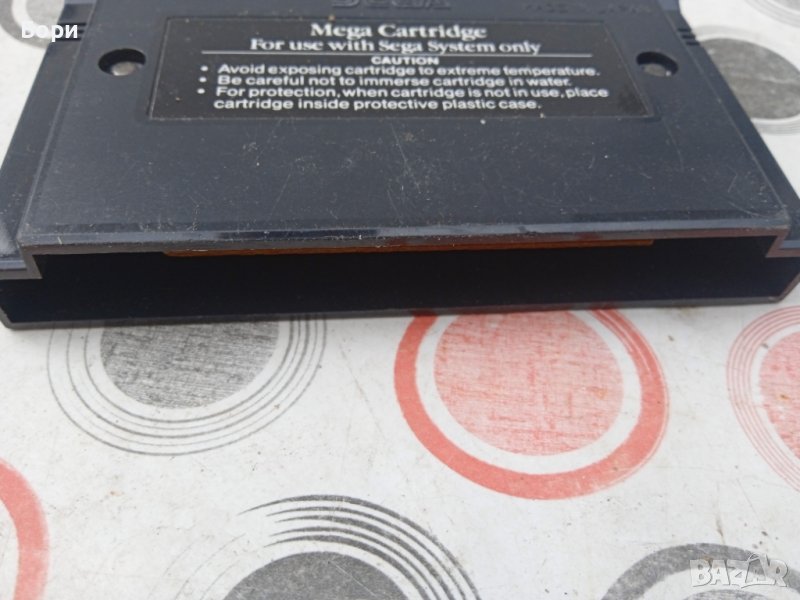 Бори
SEGA
Mega Cartridge
For use with Sega System only
CAUTION
• Avoid exposing cartridge to extreme temperature.
• Be careful not to immerse cartridge in water.
• For protection, when cartridge is not in use, place
cartridge inside protective plastic case.
BAZAR